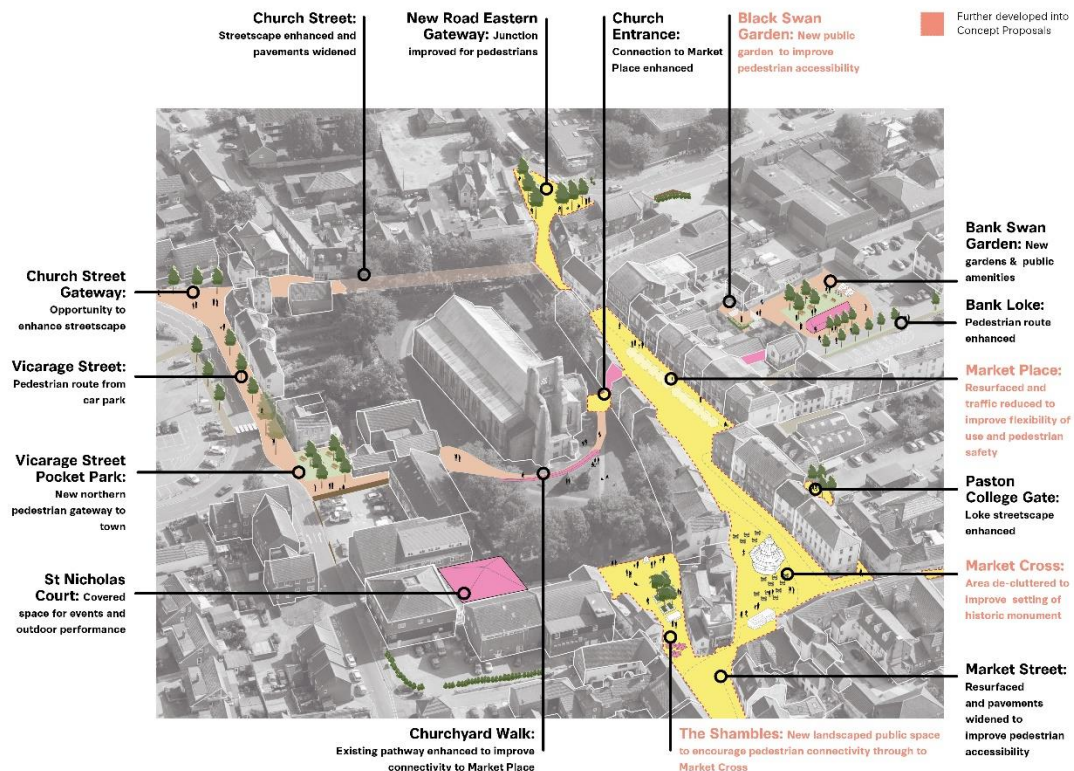 Church Street:
Streetscape enhanced and
pavements widened
New Road Eastern
Gateway: Junction
improved for pedestrians
Church
Entrance:
Connection to Market
Place enhanced
Black Swan
Garden: New public
garden to improve
pedestrian accessibility
Further developed into
Concept Proposals
Church Street
Gateway:
Opportunity to
enhance streetscape
Vicarage Street:
Pedestrian route from
car park
Vicarage Street
Pocket Park:
New northern
pedestrian gateway to
town
St Nicholas
Court: Covered
space for events and
outdoor performance
Bank Swan
Garden: New
gardens & public
amenities
Bank Loke:
Pedestrian route
enhanced
Market Place:
Resurfaced and
traffic reduced to
improve flexibility of
use and pedestrian
safety
Paston
College Gate:
Loke streetscape
enhanced
Market Cross:
Area de-cluttered to
improve setting of
historic monument
Market Street:
Resurfaced
and pavements
widened to
improve pedestrian
accessibility
Churchyard Walk:
Existing pathway enhanced to improve
connectivity to Market Place
The Shambles: New landscaped public space
to encourage pedestrian connectivity through to
Market Cross